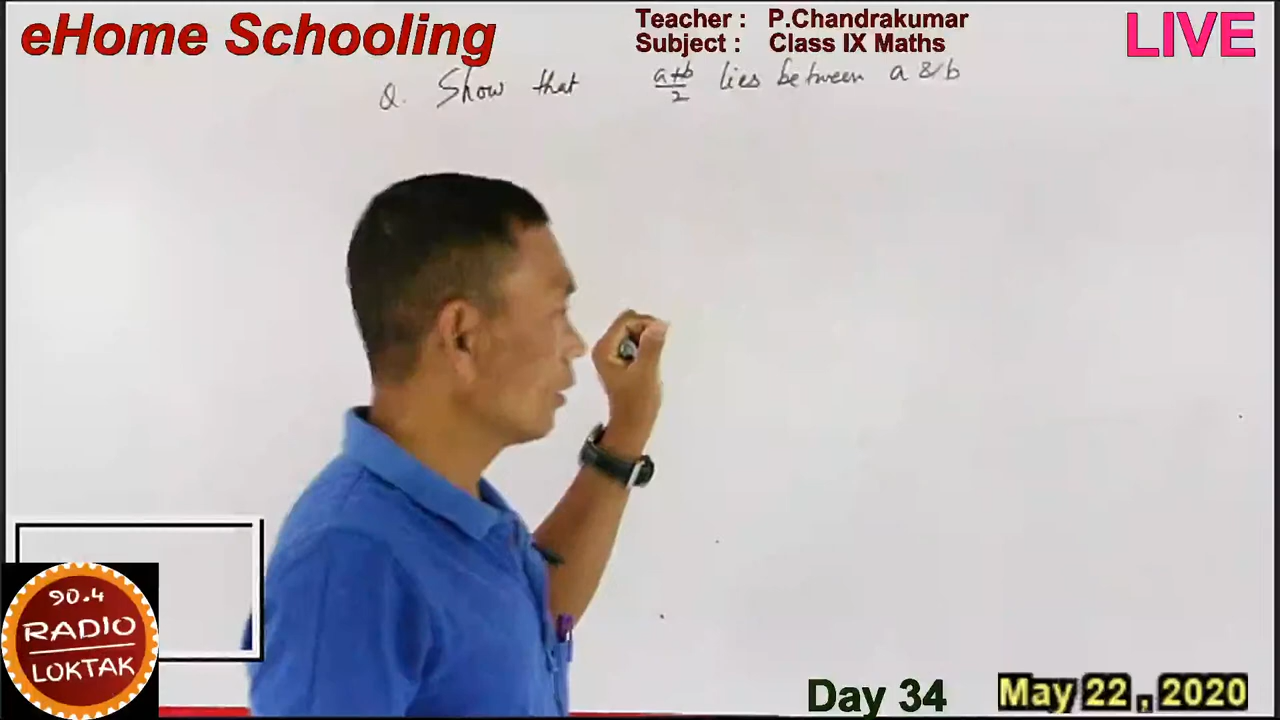 eHome Schooling
Teacher : P.Chandrakumar
Subject : Class IX Maths
LIVE
Q. Show that a+b/2 lies between a & b
90.4
RADIO
LOKTAK
Day 34
May 22 , 2020